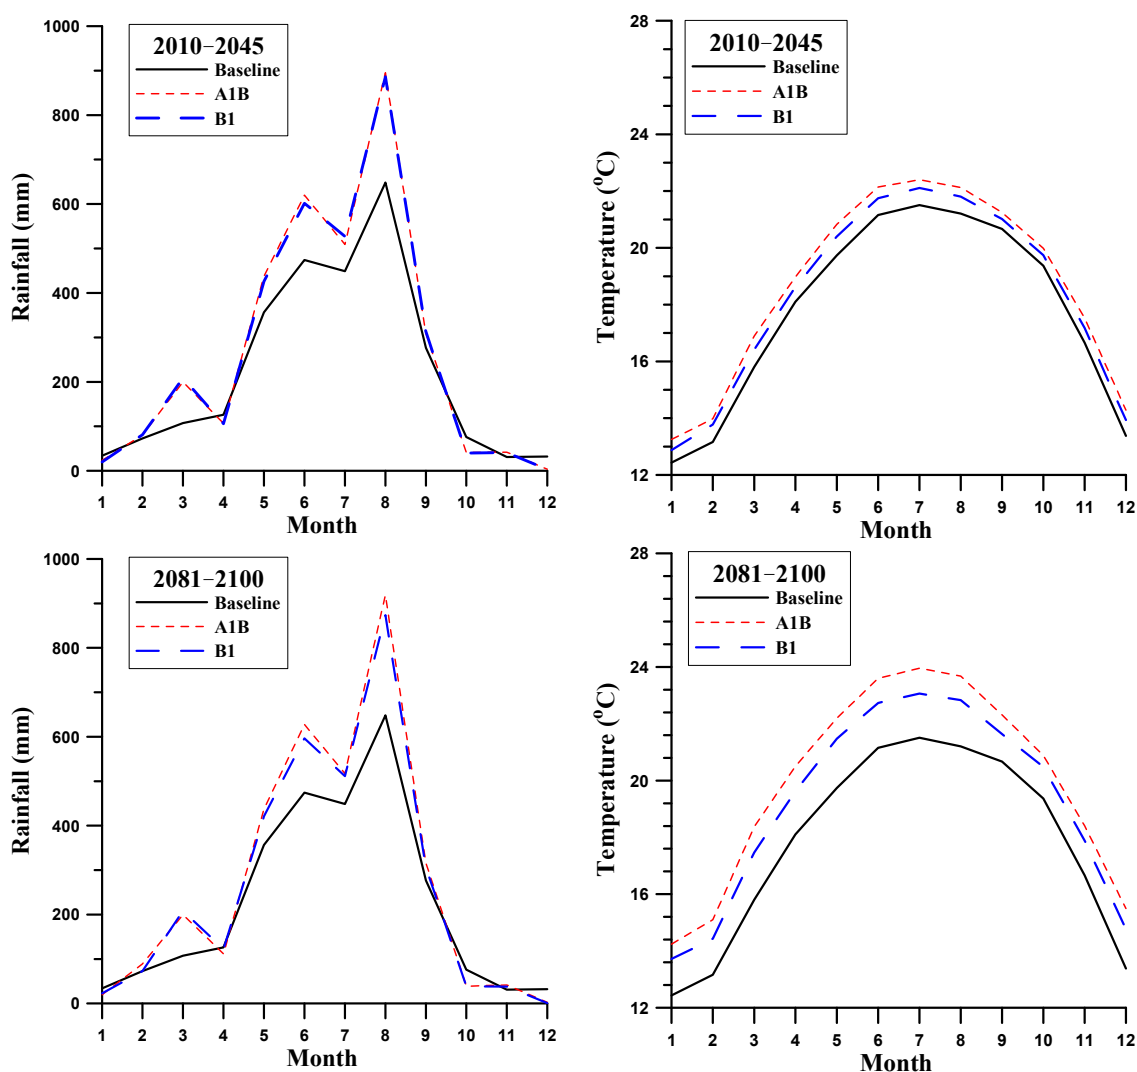 1000
800
600
400
200
0
Rainfall (mm)
2010−2045
Baseline
A1B
B1
1 2 3 4 5 6 7 8 9 10 11 12
Month
28
24
20
16
12
Temperature (°C)
2010−2045
Baseline
A1B
B1
1 2 3 4 5 6 7 8 9 10 11 12
Month
1000
800
600
400
200
0
Rainfall (mm)
2081−2100
Baseline
A1B
B1
1 2 3 4 5 6 7 8 9 10 11 12
Month
28
24
20
16
12
Temperature (°C)
2081−2100
Baseline
A1B
B1
1 2 3 4 5 6 7 8 9 10 11 12
Month